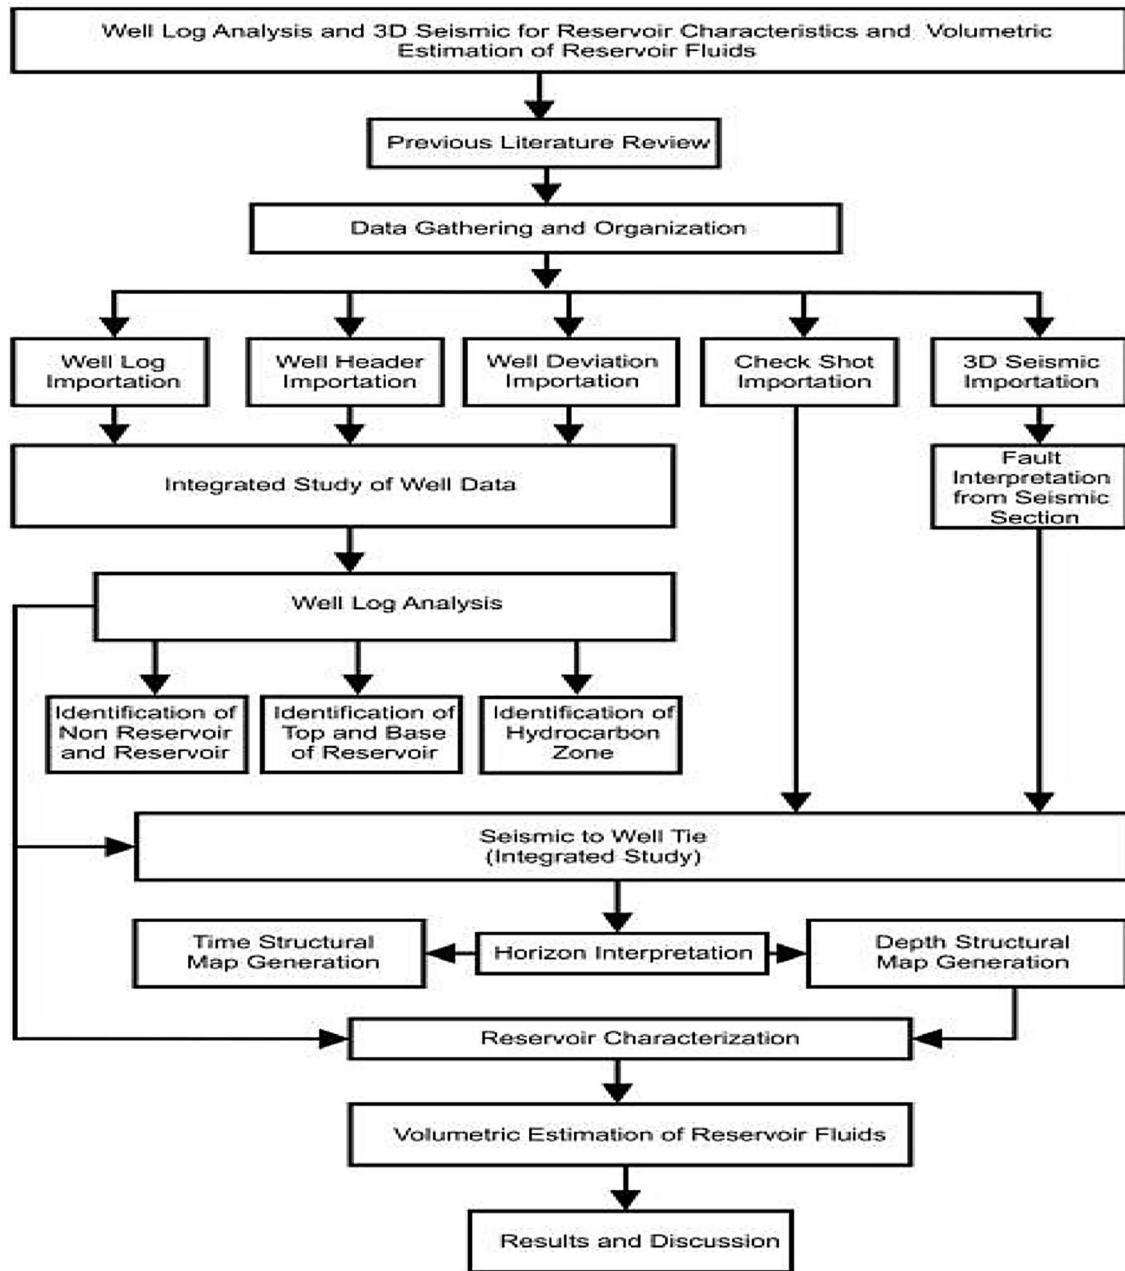 Well Log Analysis and 3D Seismic for Reservoir Characteristics and Volumetric
Estimation of Reservoir Fluids
Previous Literature Review
Data Gathering and Organization
Well Log
Importation
Well Header
Importation
Well Deviation
Importation
Check Shot
Importation
3D Seismic
Importation
Integrated Study of Well Data
Fault
Interpretation
from Seismic
Section
Well Log Analysis
Identification of
Non Reservoir
and Reservoir
Identification of
Top and Base
of Reservoir
Identification of
Hydrocarbon
Zone
Seismic to Well Tie
(Integrated Study)
Time Structural
Map Generation
Horizon Interpretation
Depth Structural
Map Generation
Reservoir Characterization
Volumetric Estimation of Reservoir Fluids
Results and Discussion